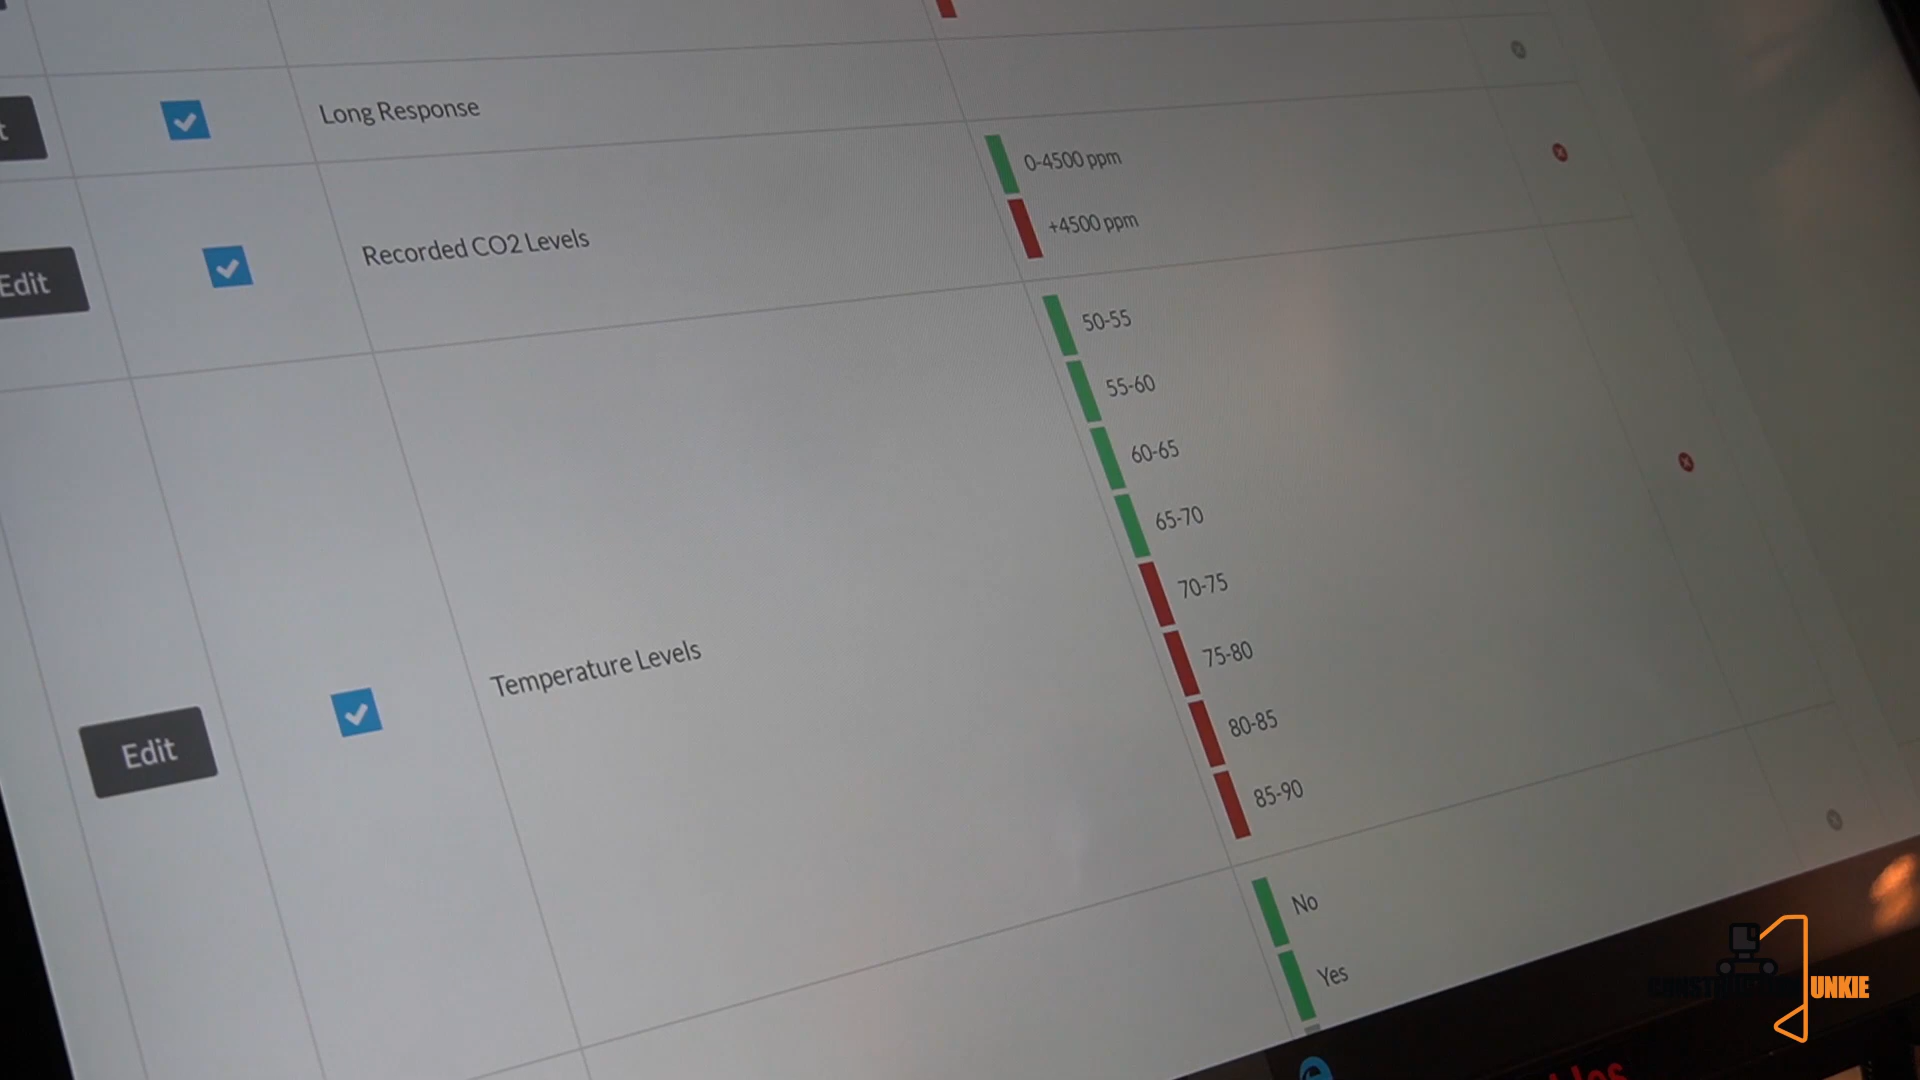 Long Response
0-4500 ppm
+4500 ppm
Edit
Recorded CO2 Levels
50-55
55-60
60-65
65-70
70-75
75-80
80-85
85-90
Edit
Temperature Levels
No
Yes
UNKIE